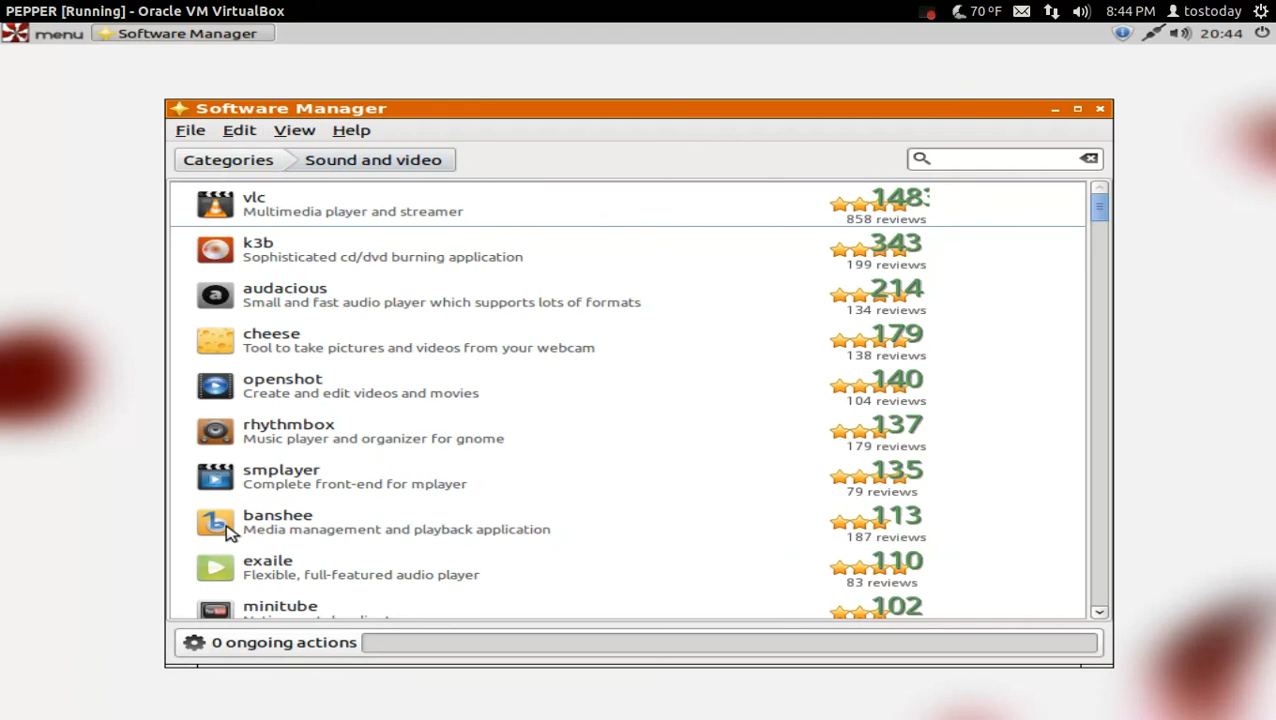 PEPPER [Running] - Oracle VM VirtualBox 70 °F 8:44 PM tostoday
menu Software Manager 20:44
Software Manager
File Edit View Help
Categories Sound and video
vlc
Multimedia player and streamer
148
858 reviews
k3b
Sophisticated cd/dvd burning application
343
199 reviews
audacious
Small and fast audio player which supports lots of formats
214
134 reviews
cheese
Tool to take pictures and videos from your webcam
179
138 reviews
openshot
Create and edit videos and movies
140
104 reviews
rhythmbox
Music player and organizer for gnome
137
179 reviews
smplayer
Complete front-end for mplayer
135
79 reviews
banshee
Media management and playback application
113
187 reviews
exaile
Flexible, full-featured audio player
110
83 reviews
minitube
102
0 ongoing actions